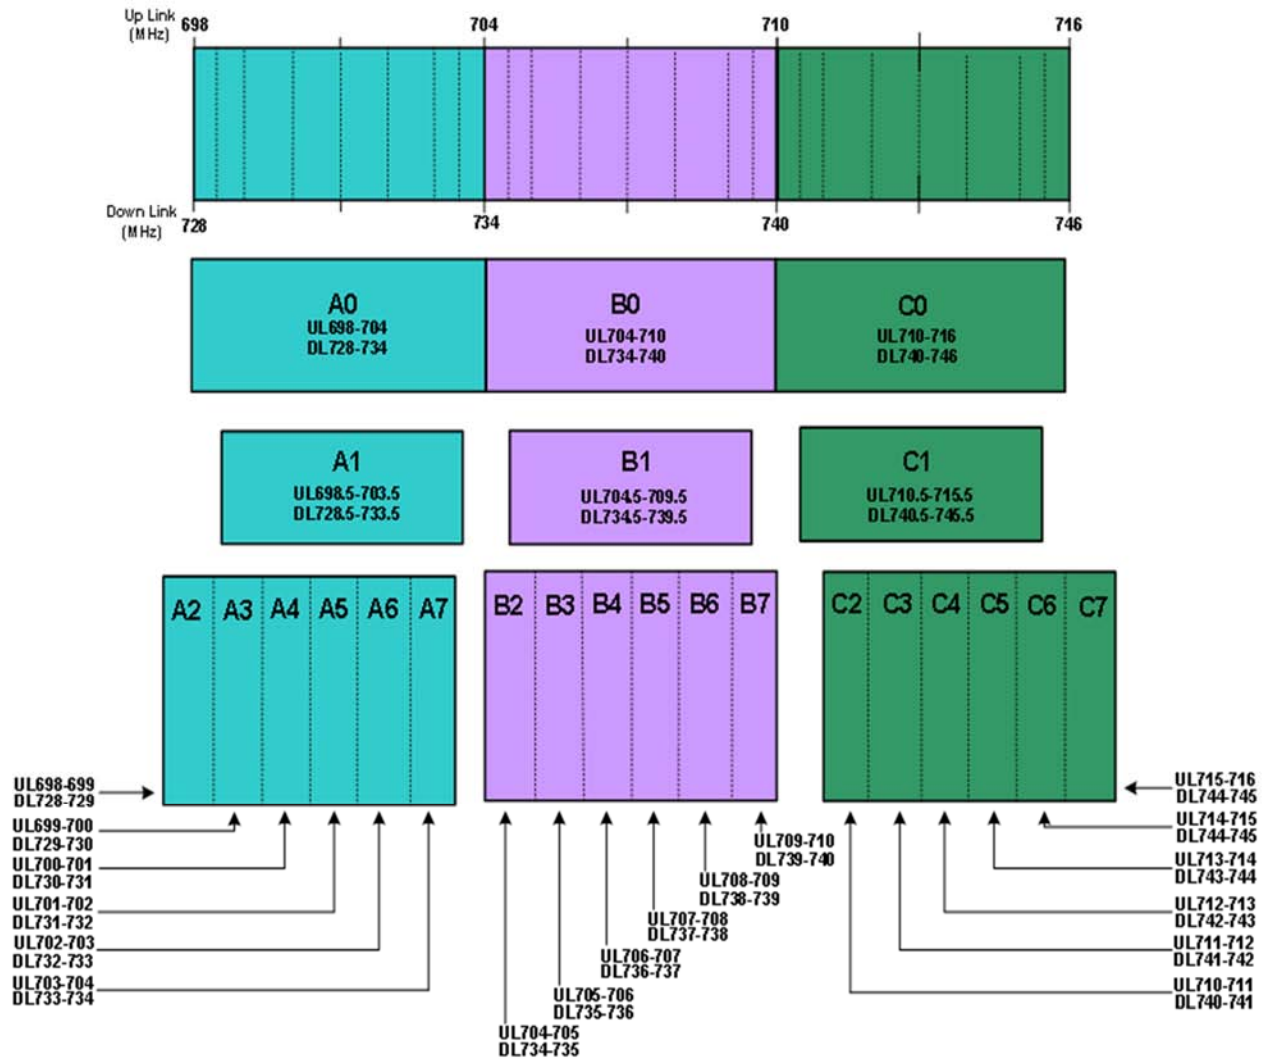 Up Link
(MHz)
698
704
710
716
Down Link
(MHz)
728
734
740
746
A0
UL698-704
DL728-734
B0
UL704-710
DL734-740
C0
UL710-716
DL740-746
A1
UL698.5-703.5
DL728.5-733.5
B1
UL704.5-709.5
DL734.5-739.5
C1
UL710.5-715.5
DL740.5-745.5
A2 A3 A4 A5 A6 A7
B2 B3 B4 B5 B6 B7
C2 C3 C4 C5 C6 C7
UL698-699
DL728-729
UL699-700
DL729-730
UL700-701
DL730-731
UL701-702
DL731-732
UL702-703
DL732-733
UL703-704
DL733-734
UL709-710
DL739-740
UL708-709
DL738-739
UL707-708
DL737-738
UL706-707
DL736-737
UL705-706
DL735-736
UL704-705
DL734-735
UL715-716
DL744-745
UL714-715
DL744-745
UL713-714
DL743-744
UL712-713
DL742-743
UL711-712
DL741-742
UL710-711
DL740-741